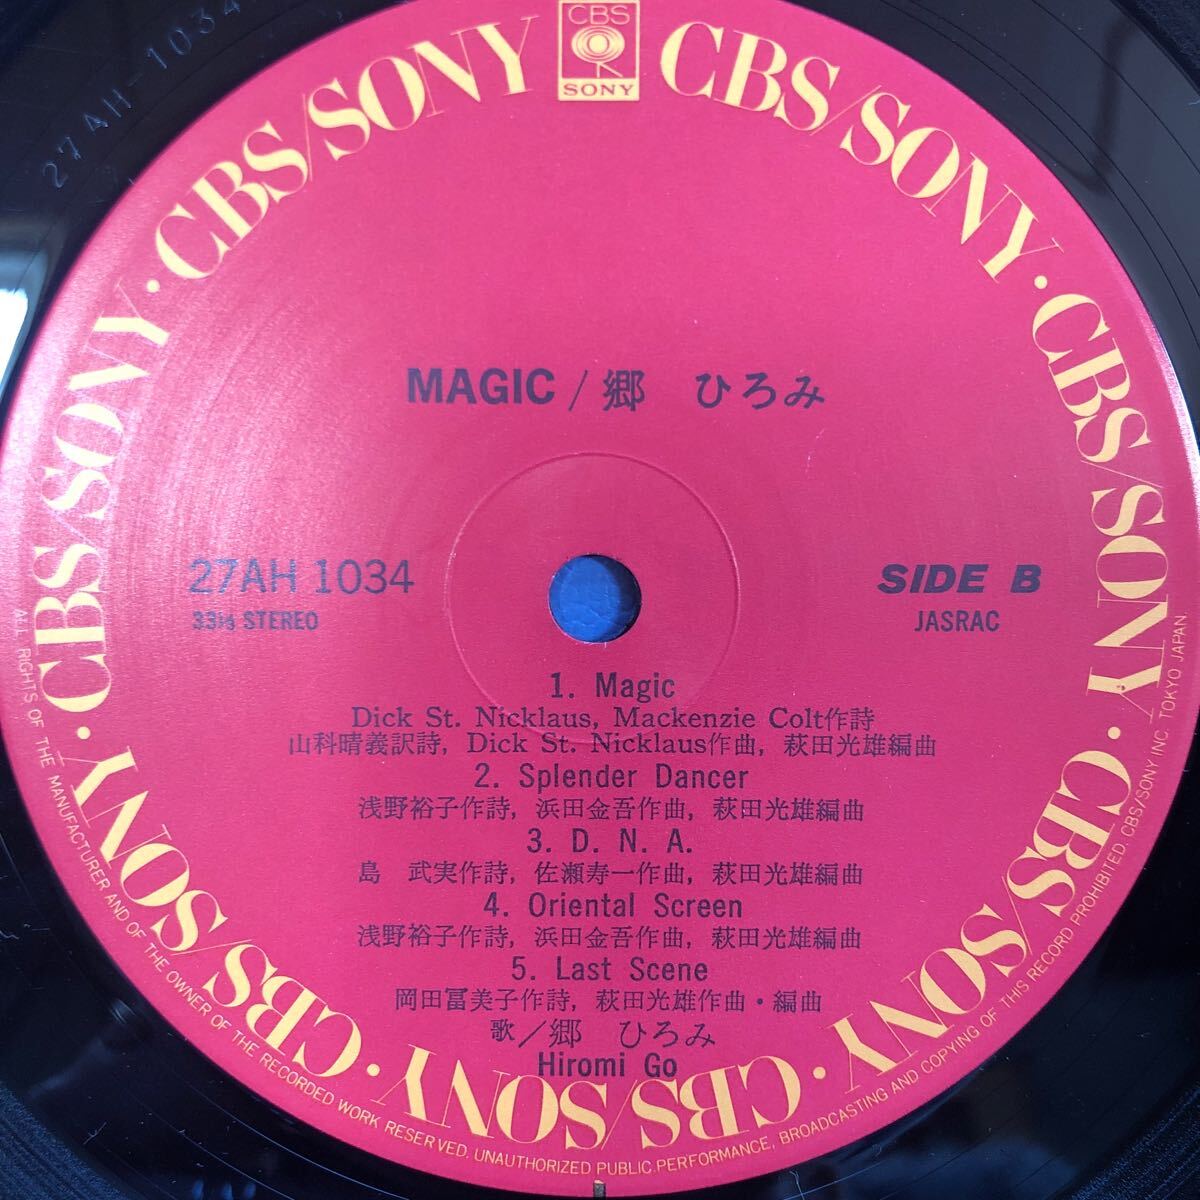 27AH-1034
CBS
SONY
CBS/SONY · CBS/SONY · CBS/SONY · CBS/SONY · CBS/SONY · CBS/SONY · CBS/SONY · CBS/SONY
MAGIC / 郷 ひろみ
27AH 1034
33⅓ STEREO
SIDE B
JASRAC
1. Magic
Dick St. Nicklaus, Mackenzie Colt作詩
山科晴義訳詩, Dick St. Nicklaus作曲, 萩田光雄編曲
2. Splender Dancer
浅野裕子作詩, 浜田金吾作曲, 萩田光雄編曲
3. D. N. A.
島 武実作詩, 佐瀬寿一作曲, 萩田光雄編曲
4. Oriental Screen
浅野裕子作詩, 浜田金吾作曲, 萩田光雄編曲
5. Last Scene
岡田冨美子作詩, 萩田光雄作曲・編曲
歌／郷 ひろみ
Hiromi Go
ALL RIGHTS OF THE MANUFACTURER AND OF THE OWNER OF THE RECORDED WORK RESERVED. UNAUTHORIZED PUBLIC PERFORMANCE, BROADCASTING AND COPYING OF THIS RECORD PROHIBITED. CBS/SONY INC. TOKYO JAPAN.